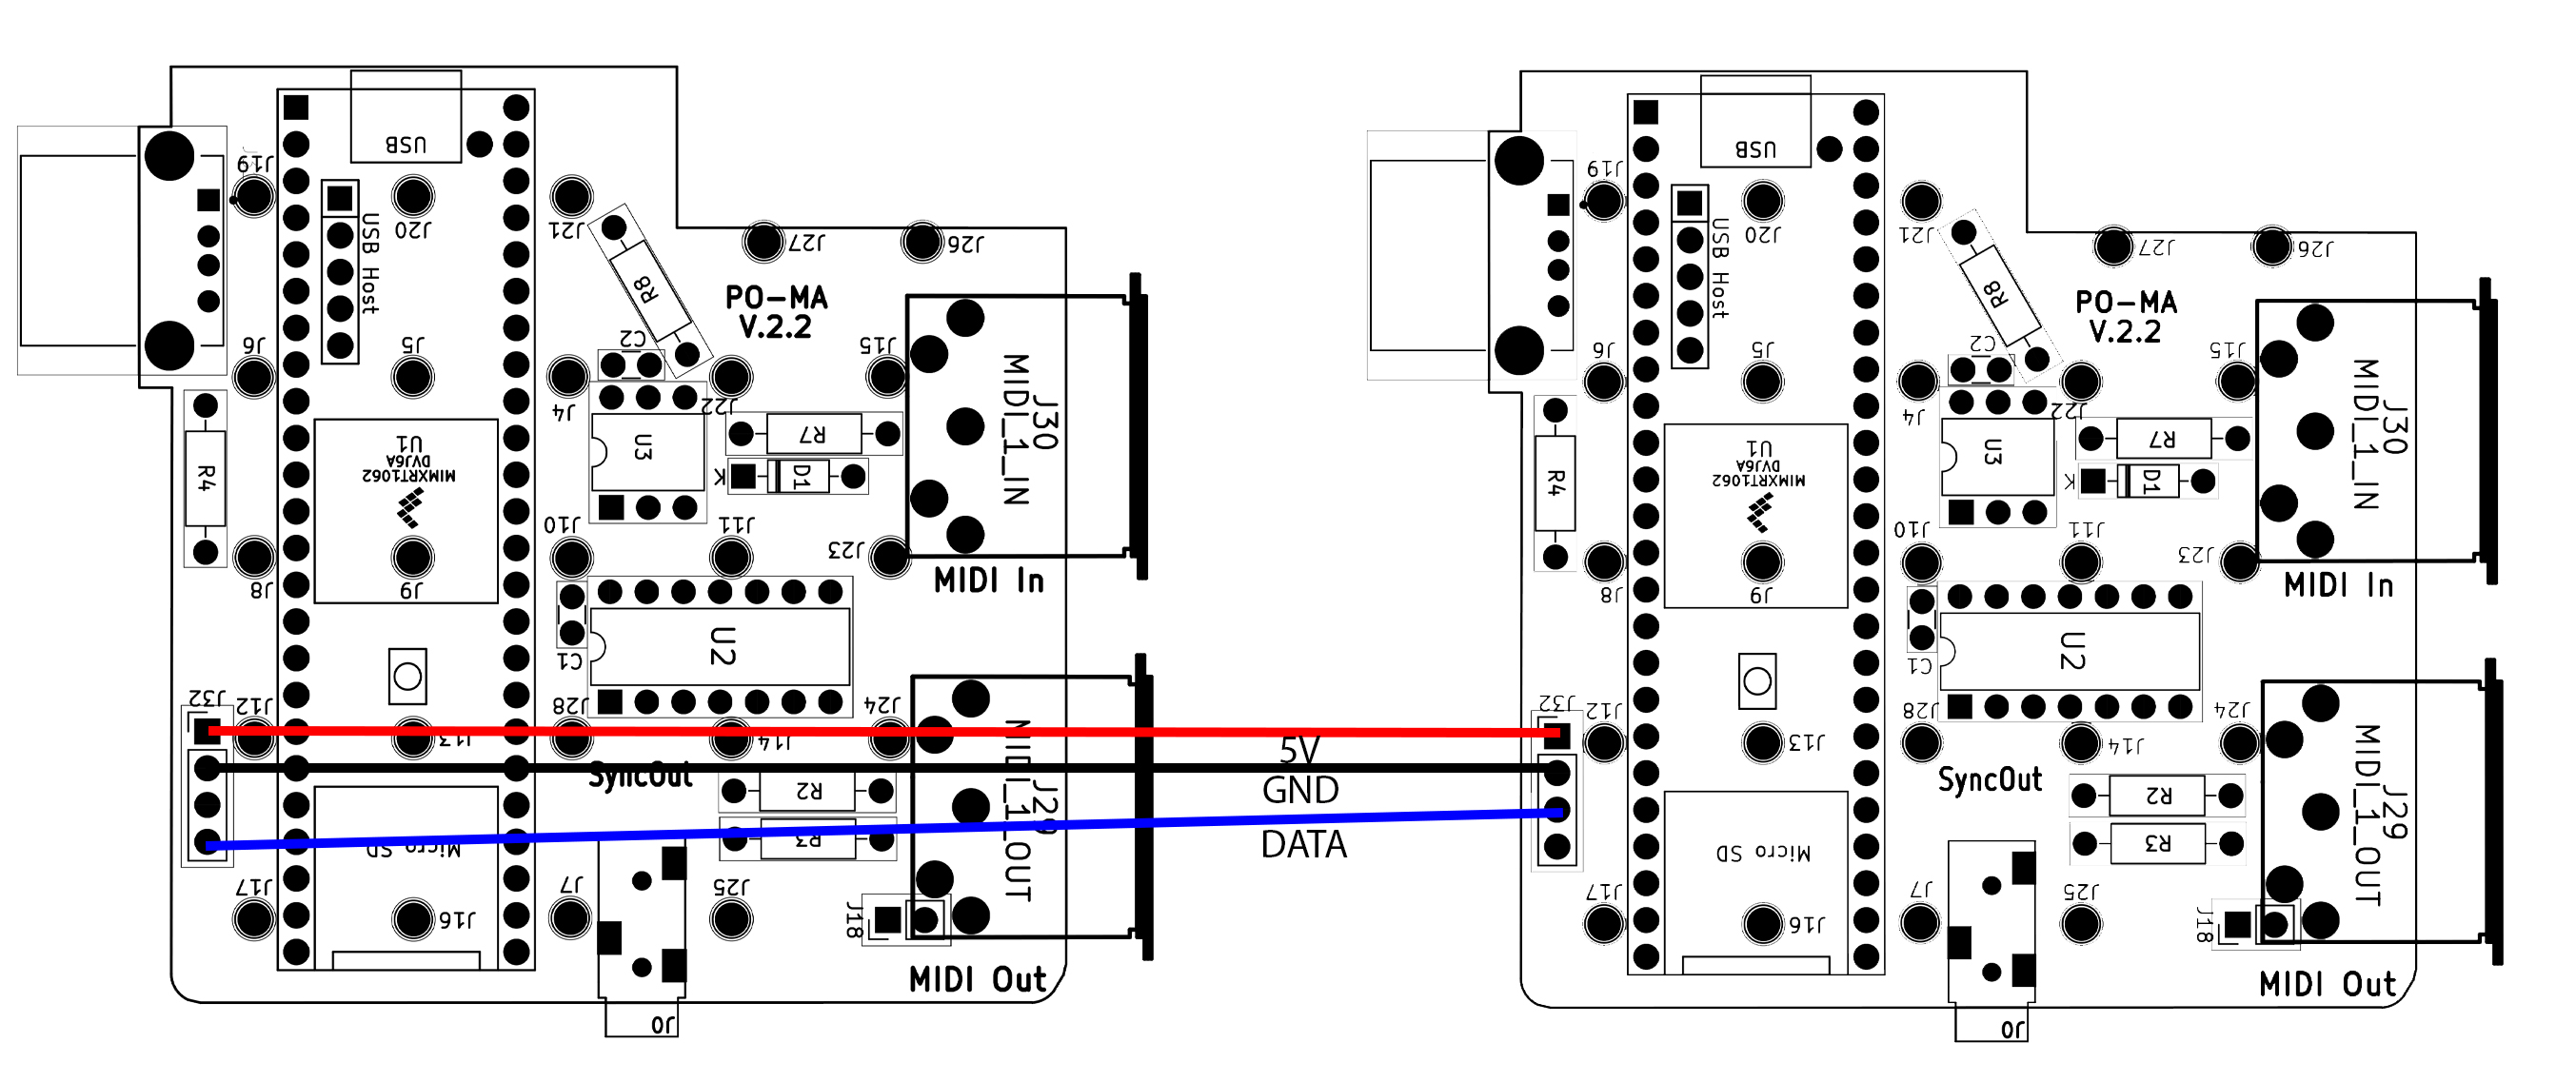 USB
J19
J20
J21
USB Host
R8
J27
J26
PO-MA
V.2.2
C2
J6
J5
J4
J22
J15
R7
U3
K
D1
J30
MIDI_1_IN
R4
U1
DVJ6A
MIMXRT1062
J10
J11
J23
MIDI In
J8
J9
C1
U2
J32
J12
J13
J28
J14
J24
SyncOut
R2
R3
J29
MIDI_1_OUT
Micro SD
J17
J16
J7
J25
J18
MIDI Out
J0
5V
GND
DATA
USB
J19
J20
J21
USB Host
R8
J27
J26
PO-MA
V.2.2
C2
J6
J5
J4
J22
J15
R7
U3
K
D1
J30
MIDI_1_IN
R4
U1
DVJ6A
MIMXRT1062
J10
J11
J23
MIDI In
J8
J9
C1
U2
J32
J12
J13
J28
J14
J24
SyncOut
R2
R3
J29
MIDI_1_OUT
Micro SD
J17
J16
J7
J25
J18
MIDI Out
J0